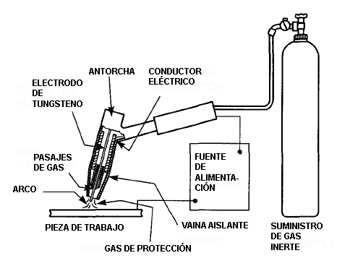 ANTORCHA
CONDUCTOR
ELÉCTRICO
ELECTRODO
DE
TUNGSTENO
PASAJES
DE GAS
ARCO
PIEZA DE TRABAJO
GAS DE PROTECCIÓN
VAINA AISLANTE
FUENTE
DE
ALIMENTA-
CIÓN
SUMINISTRO
DE GAS
INERTE